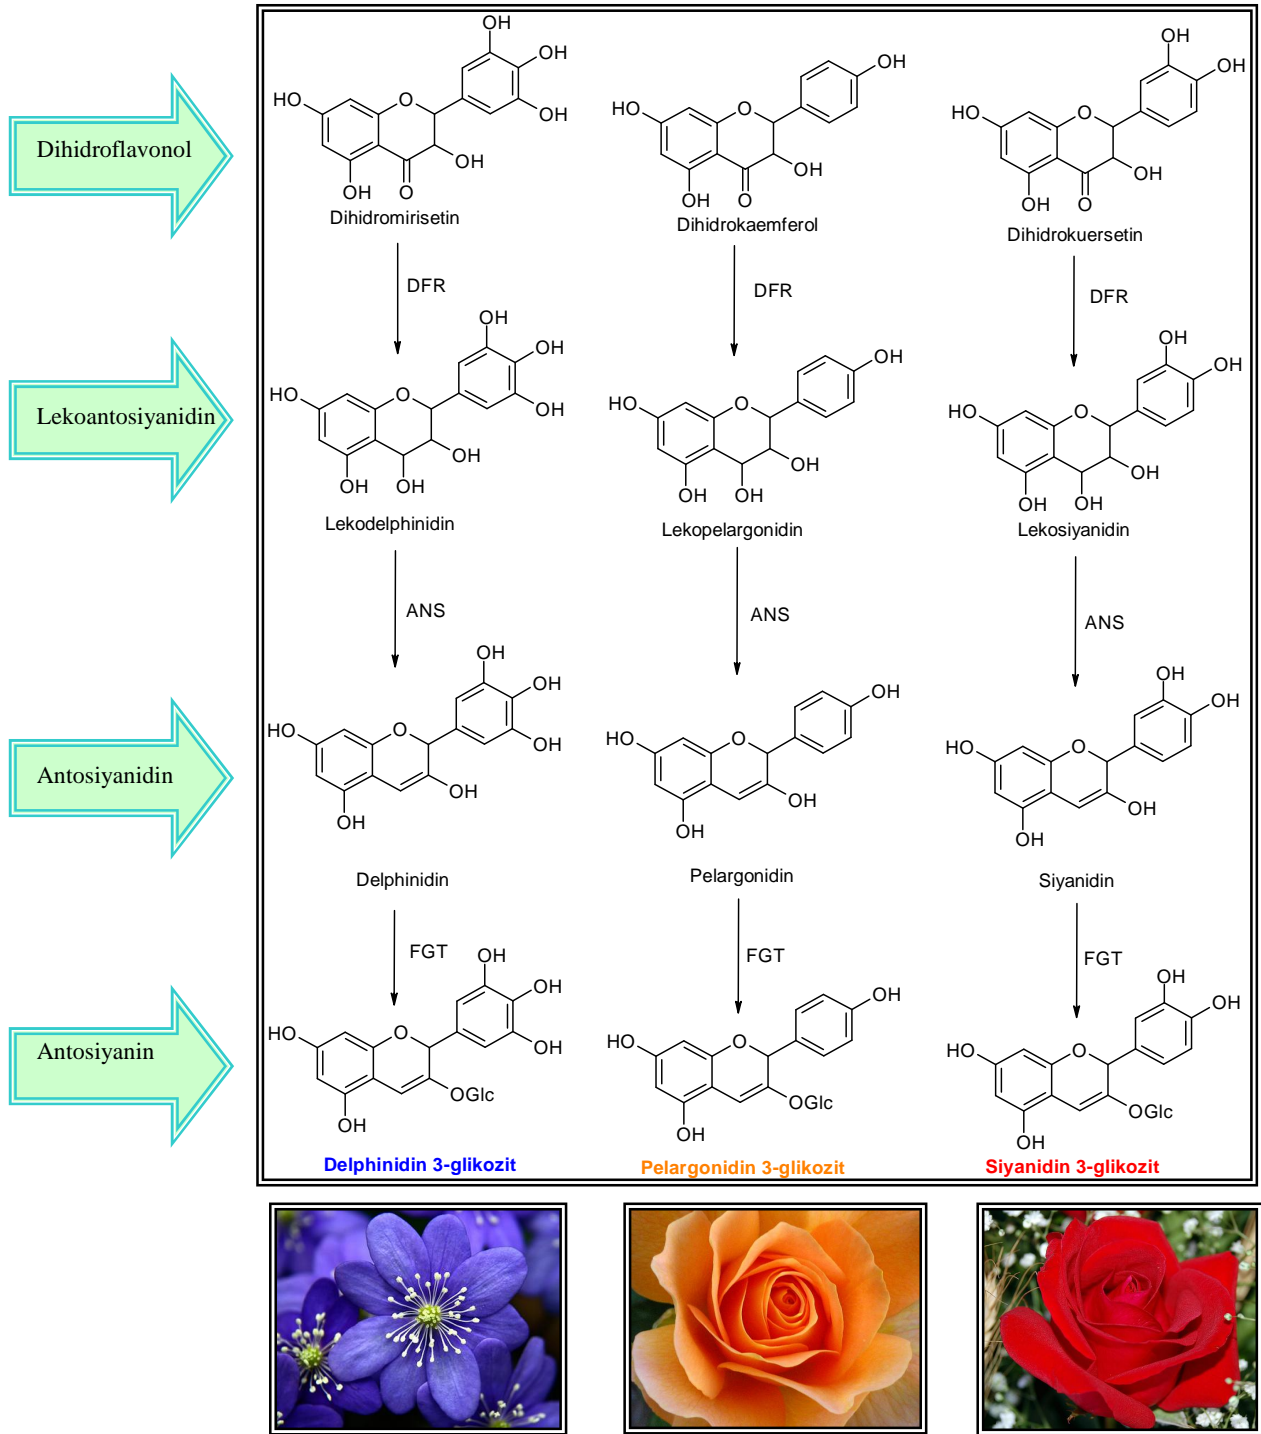 Dihidroflavonol
OH
OH
HO
O
OH
OH
OH
O
Dihidromirisetin
OH
HO
O
OH
OH
O
Dihidrokaemferol
OH
OH
HO
O
OH
OH
O
Dihidrokuersetin
DFR
DFR
DFR
Lekoantosiyanidin
OH
OH
HO
O
OH
OH
OH
OH
Lekodelphinidin
OH
HO
O
OH
OH
OH
Lekopelargonidin
OH
OH
HO
O
OH
OH
OH
Lekosiyanidin
ANS
ANS
ANS
Antosiyanidin
OH
OH
HO
O
OH
OH
OH
Delphinidin
OH
HO
O
OH
OH
Pelargonidin
OH
OH
HO
O
OH
OH
Siyanidin
FGT
FGT
FGT
Antosiyanin
OH
OH
HO
O
OH
OGlc
OH
Delphinidin 3-glikozit
OH
HO
O
OGlc
OH
Pelargonidin 3-glikozit
OH
OH
HO
O
OGlc
OH
Siyanidin 3-glikozit